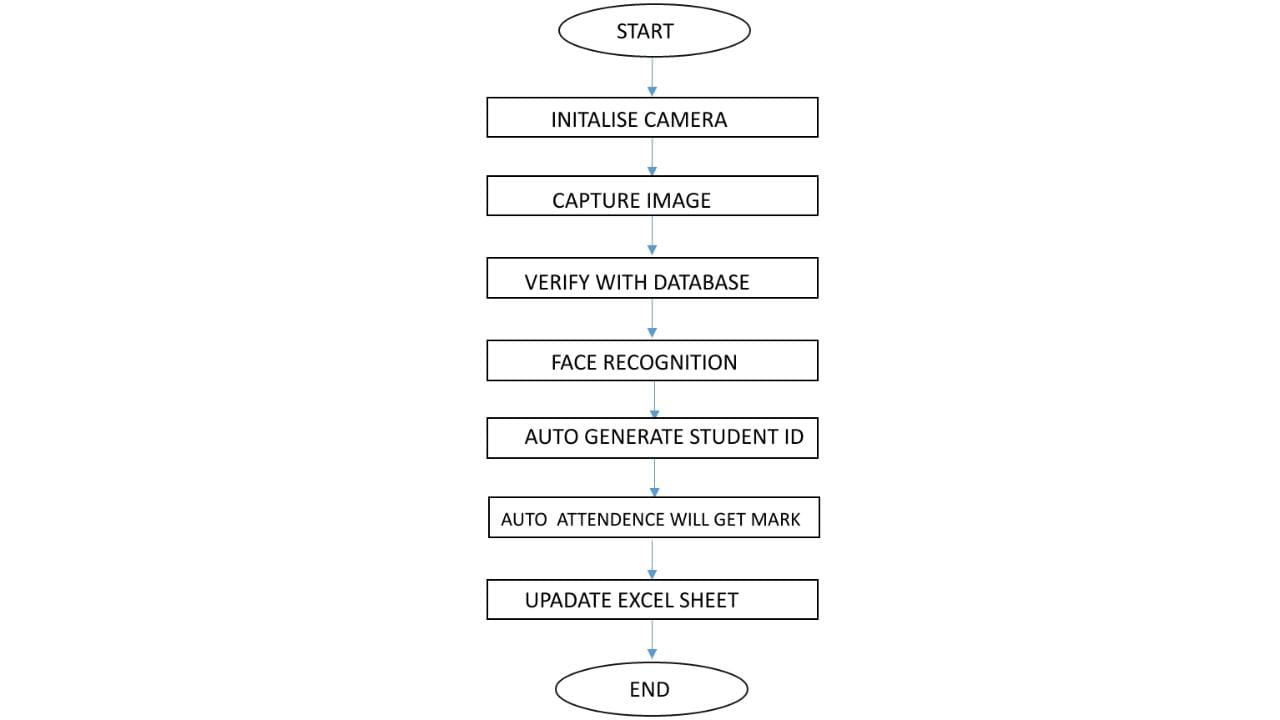 START
INITALISE CAMERA
CAPTURE IMAGE
VERIFY WITH DATABASE
FACE RECOGNITION
AUTO GENERATE STUDENT ID
AUTO  ATTENDENCE WILL GET MARK
UPADATE EXCEL SHEET
END